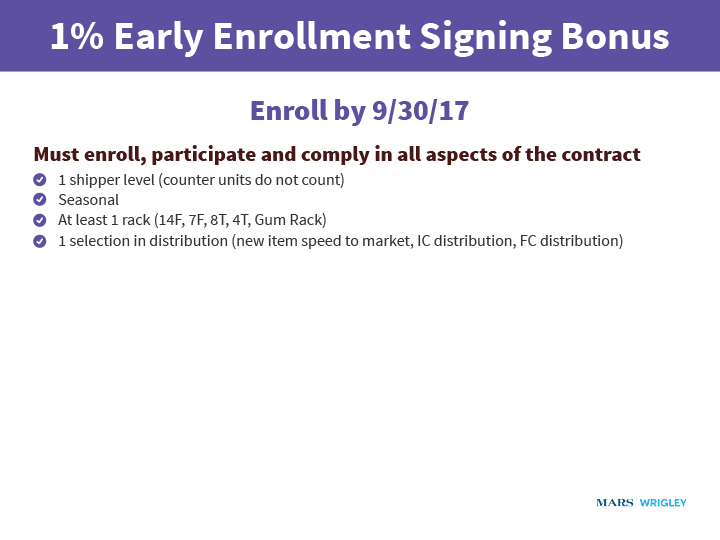 1% Early Enrollment Signing Bonus
Enroll by 9/30/17
Must enroll, participate and comply in all aspects of the contract
1 shipper level (counter units do not count)
Seasonal
At least 1 rack (14F, 7F, 8T, 4T, Gum Rack)
1 selection in distribution (new item speed to market, IC distribution, FC distribution)
MARS WRIGLEY